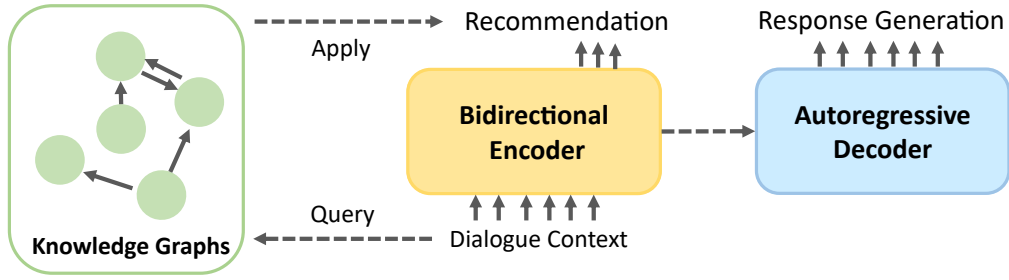 Recommendation
Response Generation
Apply
Bidirectional
Encoder
Autoregressive
Decoder
Query
Knowledge Graphs
Dialogue Context